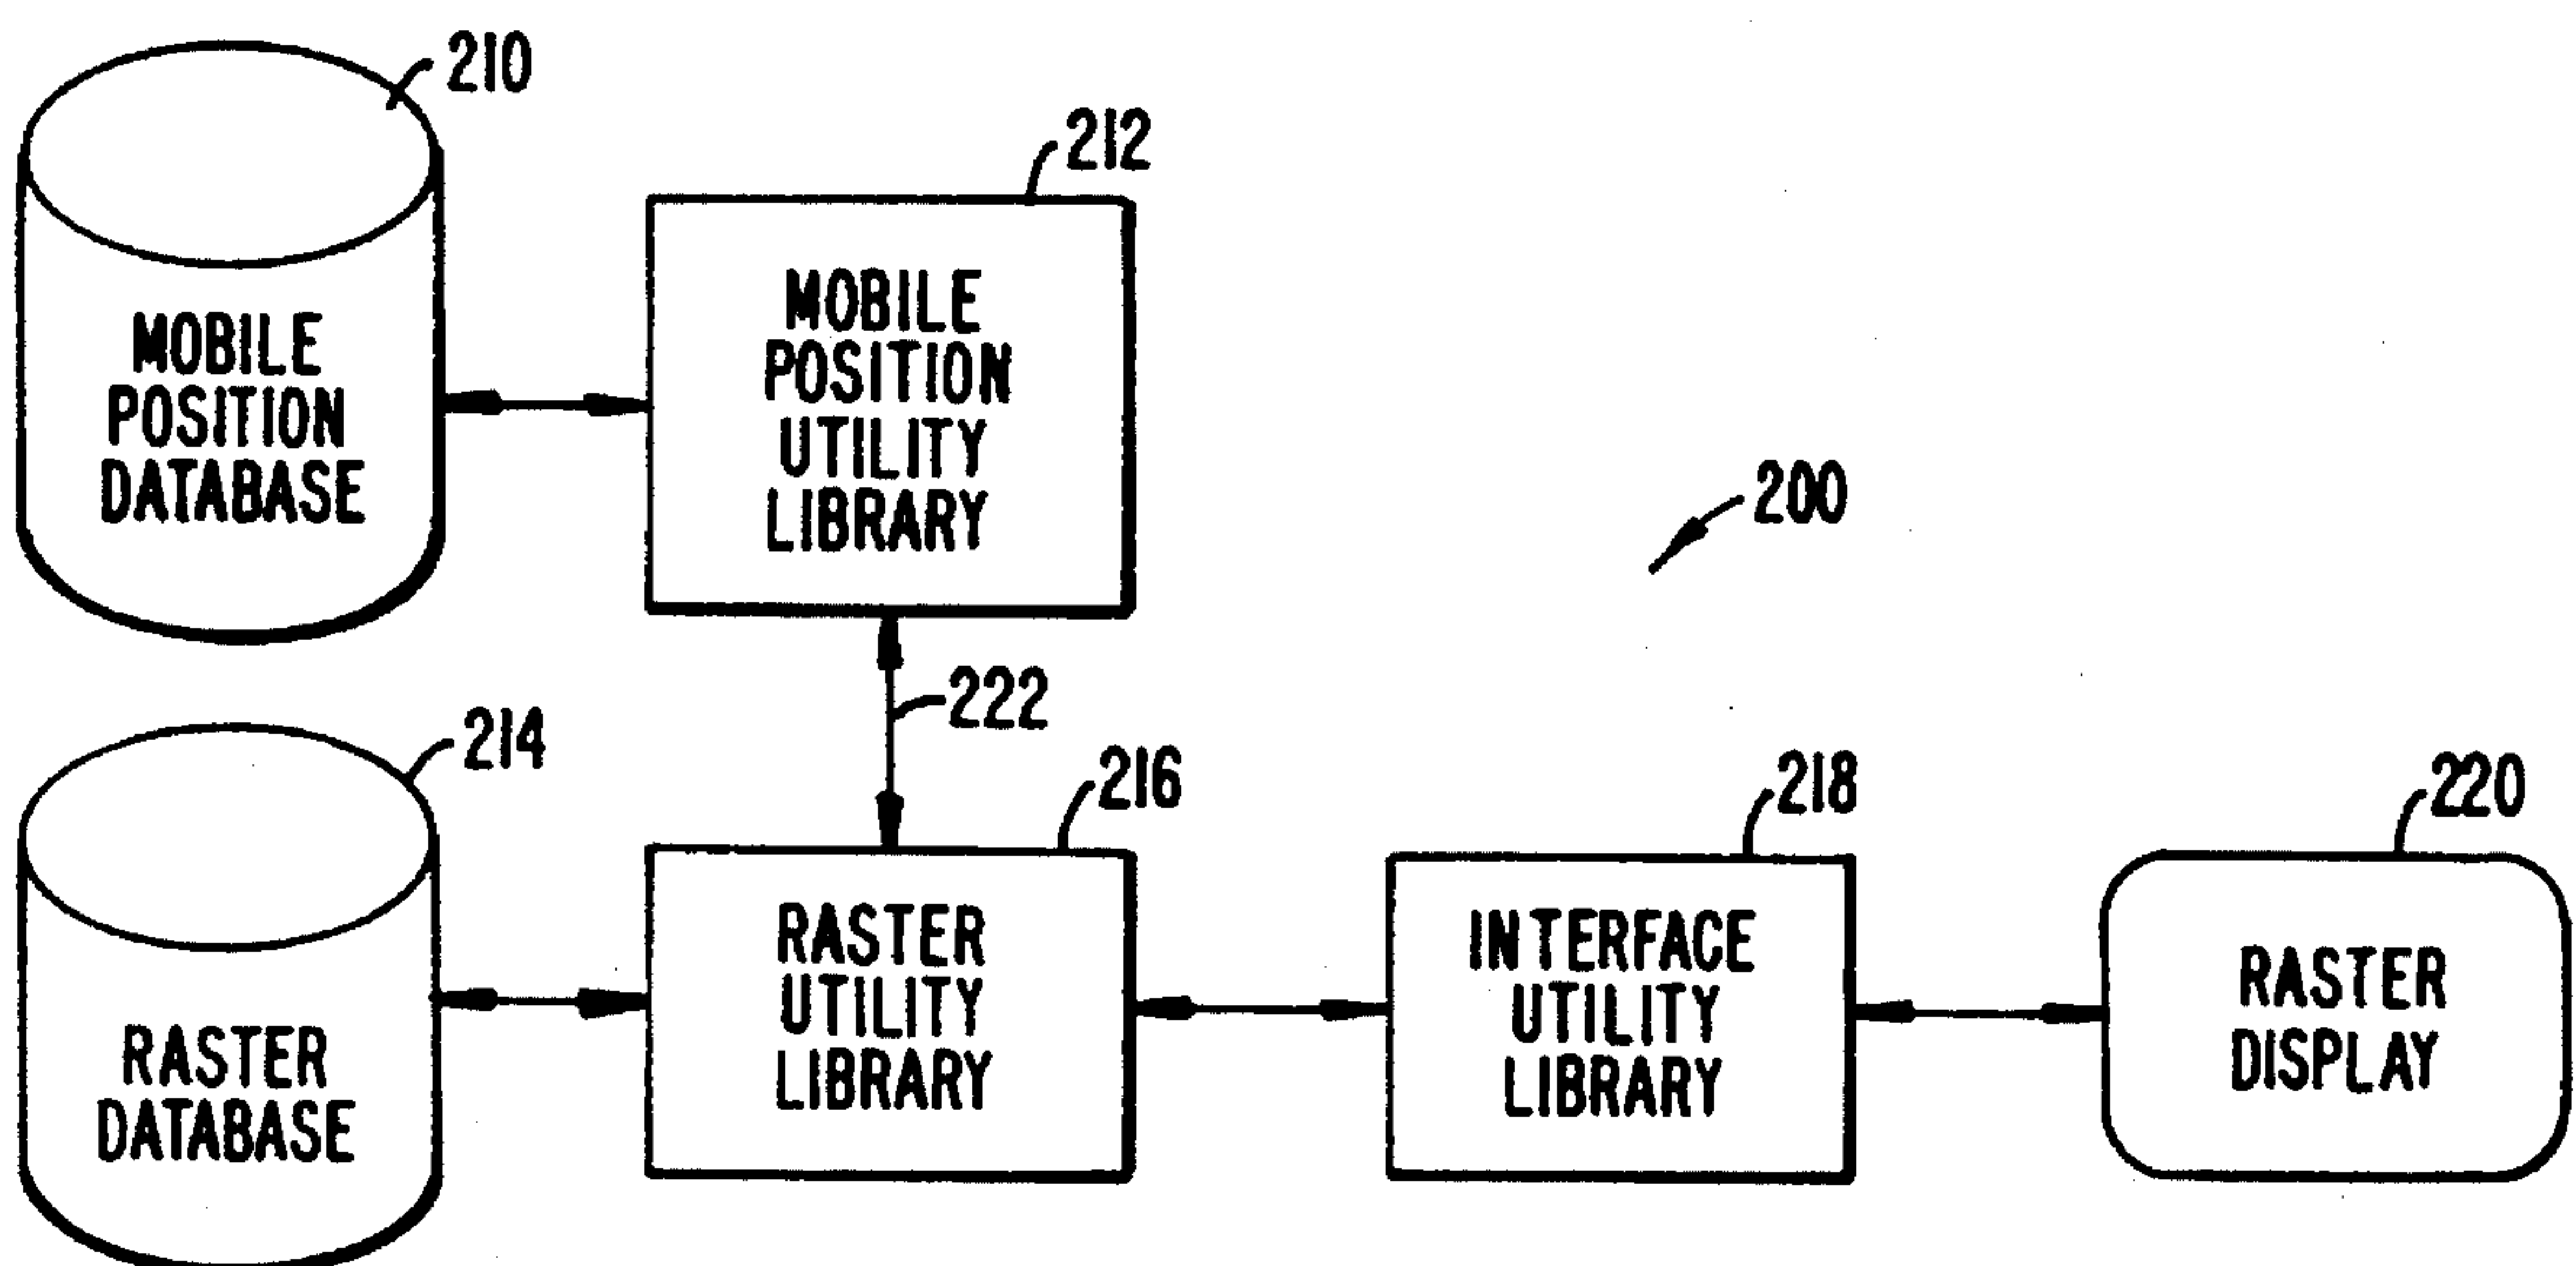 210
MOBILE
POSITION
DATABASE
212
MOBILE
POSITION
UTILITY
LIBRARY
200
222
214
RASTER
DATABASE
216
RASTER
UTILITY
LIBRARY
218
INTERFACE
UTILITY
LIBRARY
220
RASTER
DISPLAY